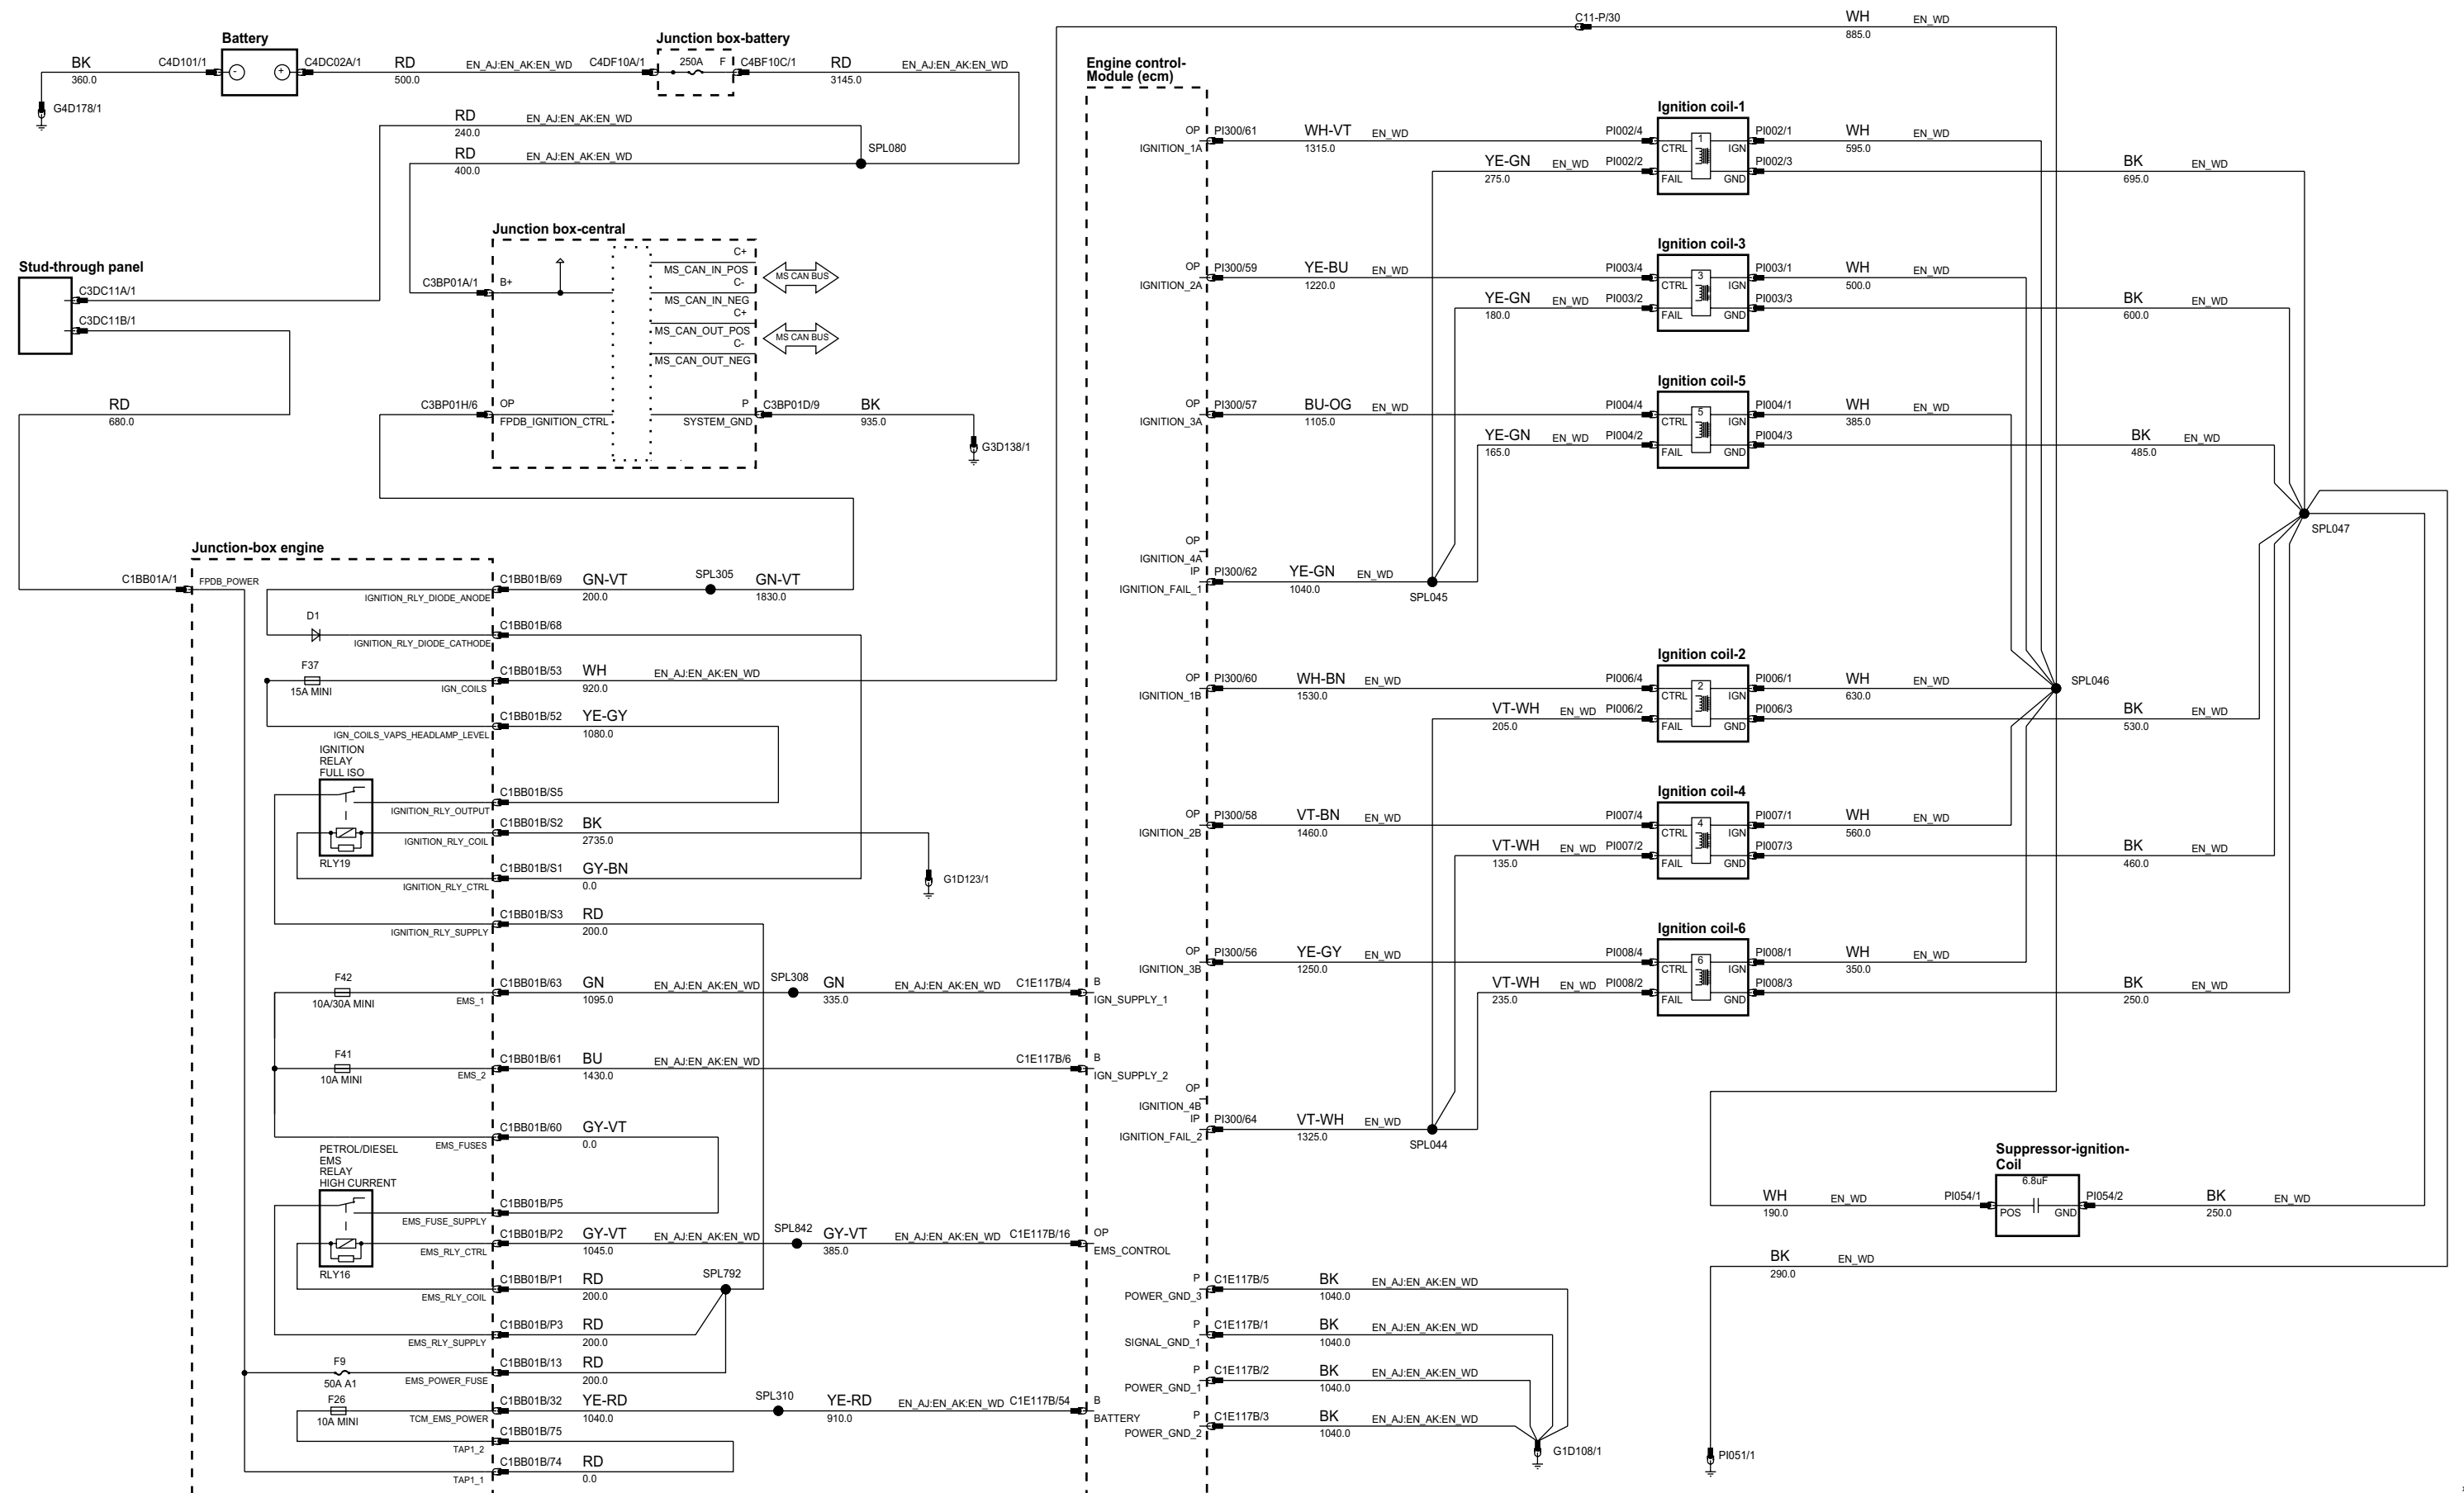 Battery
BK
360.0
C4D101/1
-
+
C4DC02A/1
RD
500.0
EN_AJ:EN_AK:EN_WD
C4DF10A/1
Junction box-battery
250A
F
C4BF10C/1
RD
3145.0
EN_AJ:EN_AK:EN_WD
G4D178/1
RD
240.0
EN_AJ:EN_AK:EN_WD
RD
400.0
EN_AJ:EN_AK:EN_WD
SPL080
Junction box-central
C3BP01A/1
B+
C+
MS_CAN_IN_POS
C-
MS_CAN_IN_NEG
C+
MS_CAN_OUT_POS
C-
MS_CAN_OUT_NEG
MS CAN BUS
MS CAN BUS
C3BP01H/6
OP
FPDB_IGNITION_CTRL
P
SYSTEM_GND
C3BP01D/9
BK
935.0
G3D138/1
Stud-through panel
C3DC11A/1
C3DC11B/1
RD
680.0
Junction-box engine
C1BB01A/1
FPDB_POWER
C1BB01B/69
IGNITION_RLY_DIODE_ANODE
GN-VT
200.0
SPL305
GN-VT
1830.0
D1
C1BB01B/68
IGNITION_RLY_DIODE_CATHODE
F37
15A MINI
C1BB01B/53
IGN_COILS
WH
920.0
EN_AJ:EN_AK:EN_WD
C1BB01B/52
IGN_COILS_VAPS_HEADLAMP_LEVEL
YE-GY
1080.0
IGNITION
RELAY
FULL ISO
RLY19
C1BB01B/S5
IGNITION_RLY_OUTPUT
C1BB01B/S2
IGNITION_RLY_COIL
BK
2735.0
C1BB01B/S1
IGNITION_RLY_CTRL
GY-BN
0.0
G1D123/1
C1BB01B/S3
IGNITION_RLY_SUPPLY
RD
200.0
F42
10A/30A MINI
C1BB01B/63
EMS_1
GN
1095.0
EN_AJ:EN_AK:EN_WD
SPL308
GN
335.0
EN_AJ:EN_AK:EN_WD
C1E117B/4
F41
10A MINI
C1BB01B/61
EMS_2
BU
1430.0
EN_AJ:EN_AK:EN_WD
C1E117B/6
C1BB01B/60
EMS_FUSES
GY-VT
0.0
PETROL/DIESEL
EMS
RELAY
HIGH CURRENT
RLY16
C1BB01B/P5
EMS_FUSE_SUPPLY
C1BB01B/P2
EMS_RLY_CTRL
GY-VT
1045.0
EN_AJ:EN_AK:EN_WD
SPL842
GY-VT
385.0
EN_AJ:EN_AK:EN_WD
C1E117B/16
C1BB01B/P1
EMS_RLY_COIL
RD
200.0
SPL792
C1BB01B/P3
EMS_RLY_SUPPLY
RD
200.0
F9
50A A1
C1BB01B/13
EMS_POWER_FUSE
RD
200.0
F26
10A MINI
C1BB01B/32
TCM_EMS_POWER
YE-RD
1040.0
SPL310
YE-RD
910.0
EN_AJ:EN_AK:EN_WD
C1E117B/54
C1BB01B/75
TAP1_2
C1BB01B/74
TAP1_1
RD
0.0
Engine control-
Module (ecm)
OP
IGNITION_1A
PI300/61
WH-VT
1315.0
EN_WD
OP
IGNITION_2A
PI300/59
YE-BU
1220.0
EN_WD
OP
IGNITION_3A
PI300/57
BU-OG
1105.0
EN_WD
OP
IGNITION_4A
IP
IGNITION_FAIL_1
PI300/62
YE-GN
1040.0
EN_WD
SPL045
OP
IGNITION_1B
PI300/60
WH-BN
1530.0
EN_WD
OP
IGNITION_2B
PI300/58
VT-BN
1460.0
EN_WD
OP
IGNITION_3B
PI300/56
YE-GY
1250.0
EN_WD
B
IGN_SUPPLY_1
B
IGN_SUPPLY_2
OP
IGNITION_4B
IP
IGNITION_FAIL_2
PI300/64
VT-WH
1325.0
EN_WD
SPL044
OP
EMS_CONTROL
P
POWER_GND_3
C1E117B/5
BK
1040.0
EN_AJ:EN_AK:EN_WD
P
SIGNAL_GND_1
C1E117B/1
BK
1040.0
EN_AJ:EN_AK:EN_WD
P
POWER_GND_1
C1E117B/2
BK
1040.0
EN_AJ:EN_AK:EN_WD
B
BATTERY
P
POWER_GND_2
C1E117B/3
BK
1040.0
EN_AJ:EN_AK:EN_WD
G1D108/1
C11-P/30
WH
885.0
EN_WD
Ignition coil-1
YE-GN
275.0
EN_WD
PI002/4
PI002/2
CTRL
FAIL
1
IGN
GND
PI002/1
PI002/3
WH
595.0
EN_WD
BK
695.0
EN_WD
Ignition coil-3
YE-GN
180.0
EN_WD
PI003/4
PI003/2
CTRL
FAIL
3
IGN
GND
PI003/1
PI003/3
WH
500.0
EN_WD
BK
600.0
EN_WD
Ignition coil-5
YE-GN
165.0
EN_WD
PI004/4
PI004/2
CTRL
FAIL
5
IGN
GND
PI004/1
PI004/3
WH
385.0
EN_WD
BK
485.0
EN_WD
SPL047
Ignition coil-2
VT-WH
205.0
EN_WD
PI006/4
PI006/2
CTRL
FAIL
2
IGN
GND
PI006/1
PI006/3
WH
630.0
EN_WD
SPL046
BK
530.0
EN_WD
Ignition coil-4
VT-WH
135.0
EN_WD
PI007/4
PI007/2
CTRL
FAIL
4
IGN
GND
PI007/1
PI007/3
WH
560.0
EN_WD
BK
460.0
EN_WD
Ignition coil-6
VT-WH
235.0
EN_WD
PI008/4
PI008/2
CTRL
FAIL
6
IGN
GND
PI008/1
PI008/3
WH
350.0
EN_WD
BK
250.0
EN_WD
Suppressor-ignition-
Coil
WH
190.0
EN_WD
PI054/1
6.8uF
POS
GND
PI054/2
BK
250.0
EN_WD
BK
290.0
EN_WD
PI051/1